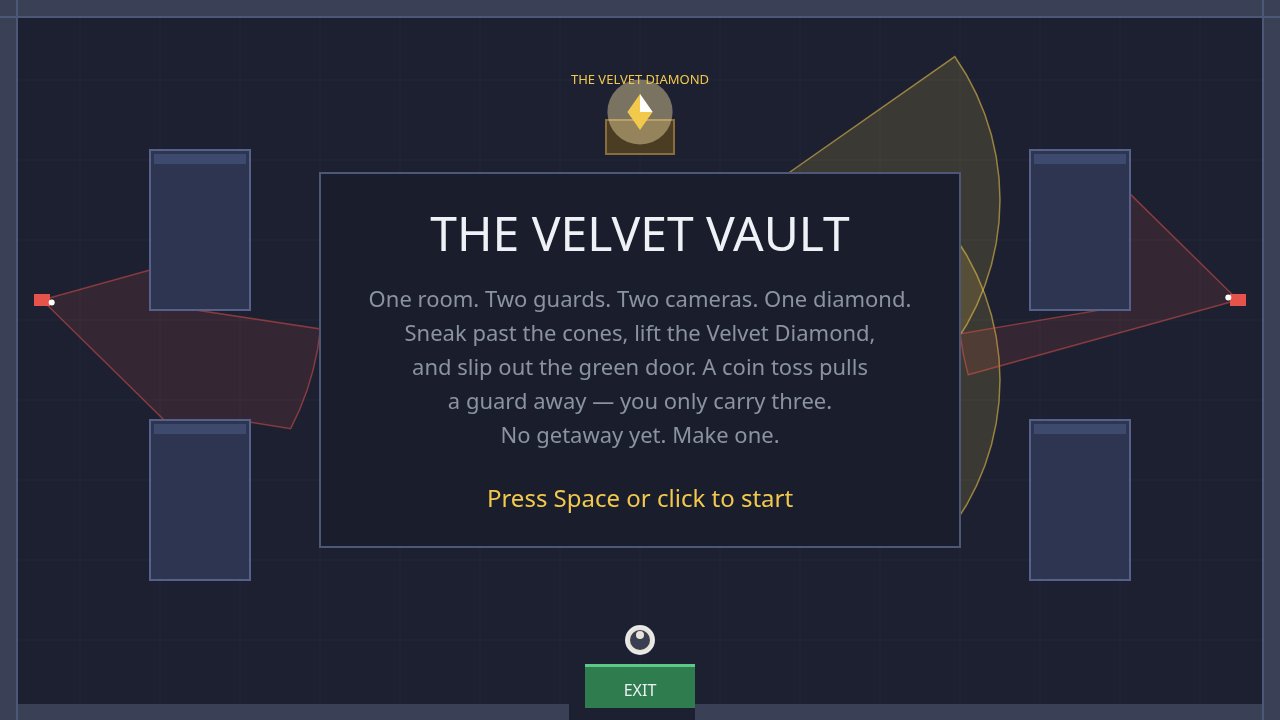 THE VELVET DIAMOND
THE VELVET VAULT
One room. Two guards. Two cameras. One diamond.
Sneak past the cones, lift the Velvet Diamond,
and slip out the green door. A coin toss pulls
a guard away — you only carry three.
No getaway yet. Make one.
Press Space or click to start
EXIT